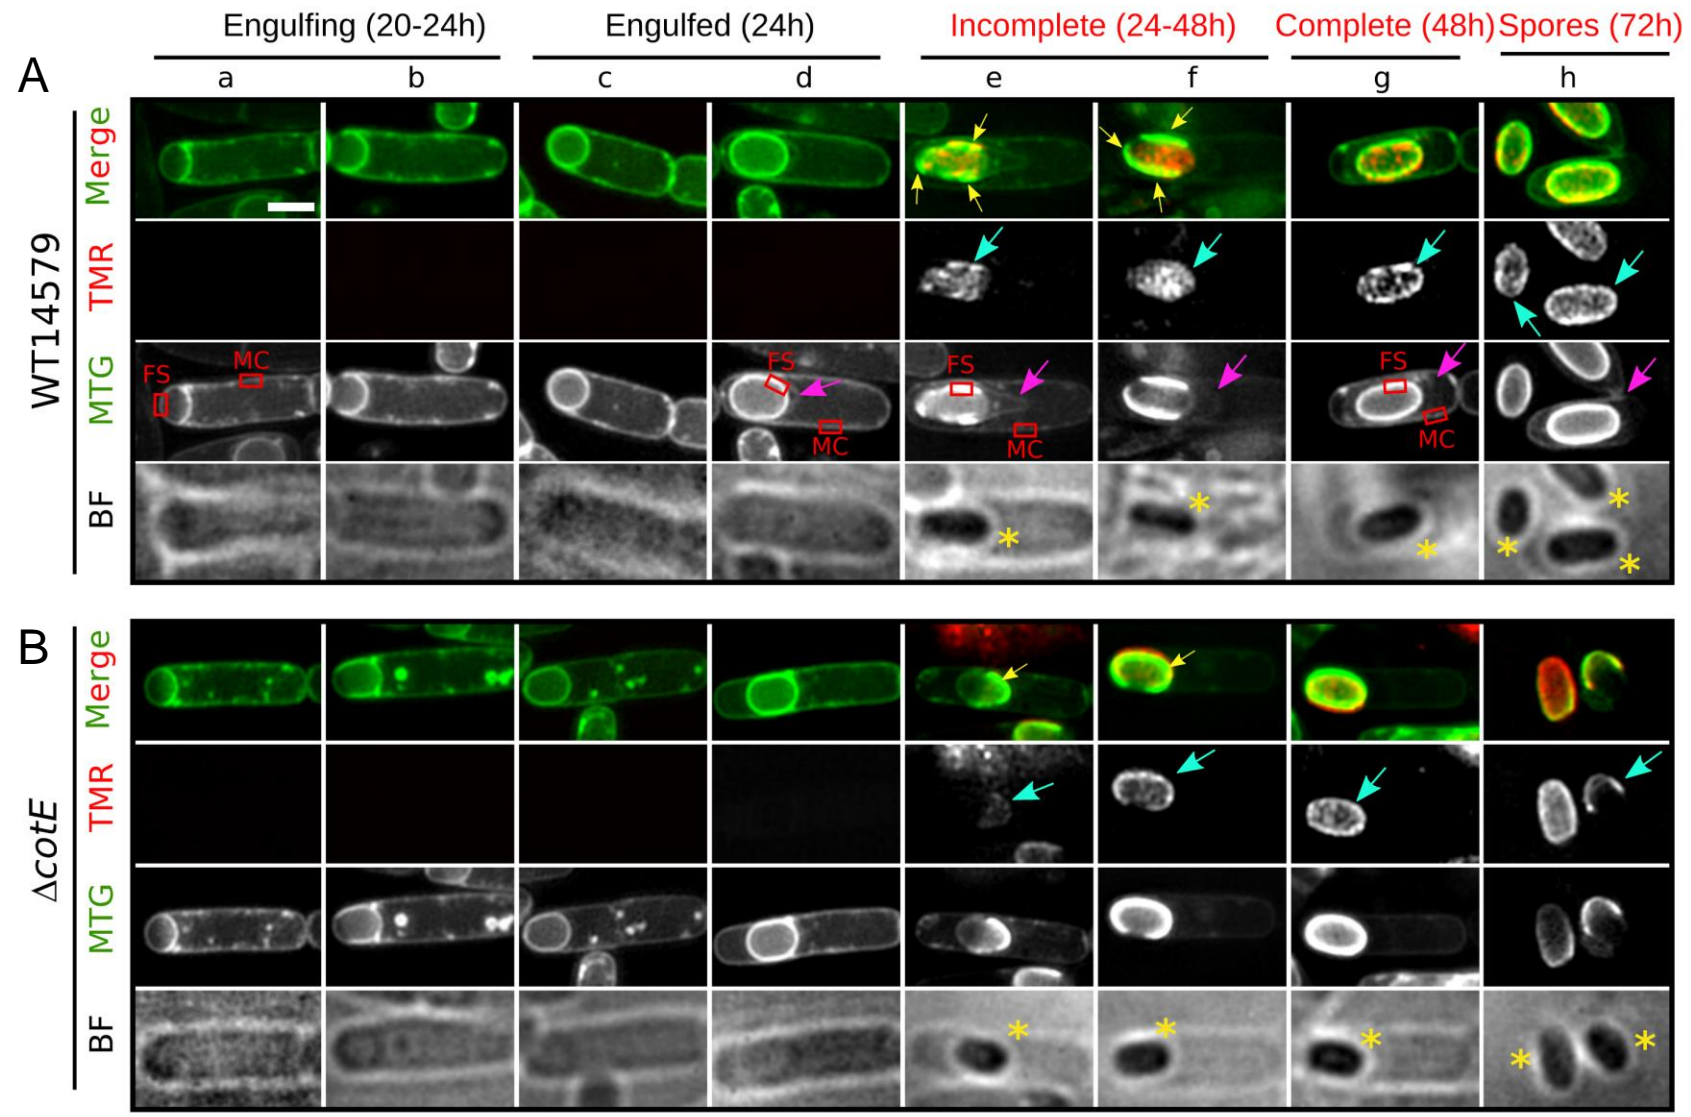 Engulfing (20-24h) Engulfed (24h) Incomplete (24-48h) Complete (48h) Spores (72h)
A a b c d e f g h
WT14579
Merge
TMR
MTG
FS MC FS MC FS MC FS MC
BF
* * * * * *
B
ΔcotE
Merge
TMR
MTG
BF
* * * * *